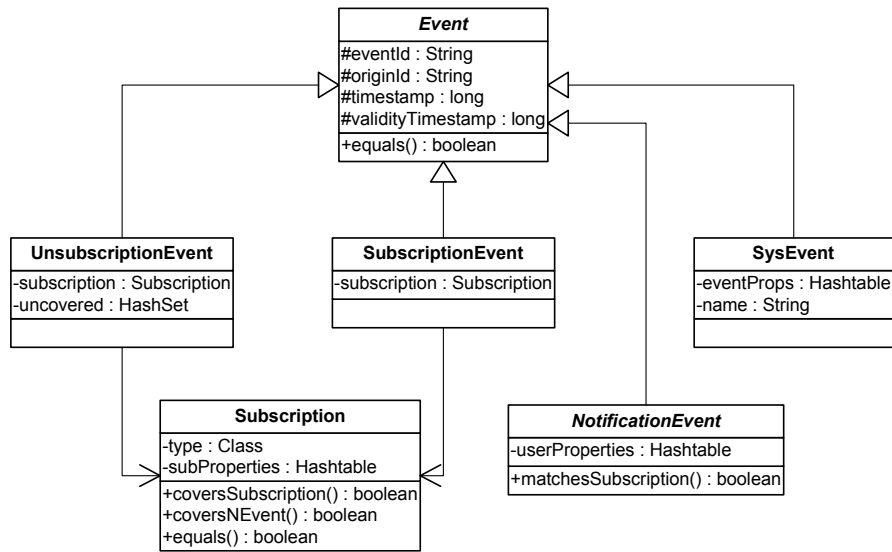 Event
#eventId : String
#originId : String
#timestamp : long
#validityTimestamp : long
+equals() : boolean
UnsubscriptionEvent
-subscription : Subscription
-uncovered : HashSet
SubscriptionEvent
-subscription : Subscription
SysEvent
-eventProps : Hashtable
-name : String
Subscription
-type : Class
-subProperties : Hashtable
+coversSubscription() : boolean
+coversNEvent() : boolean
+equals() : boolean
NotificationEvent
-userProperties : Hashtable
+matchesSubscription() : boolean